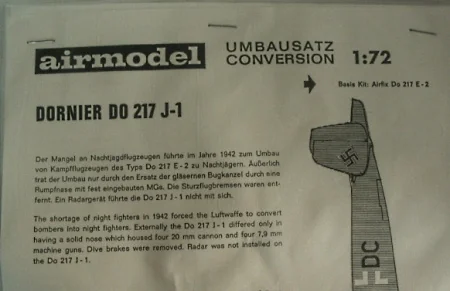 airmodel
UMBAUSATZ
CONVERSION 1:72
Basis Kit: Airfix Do 217 E-2
DORNIER DO 217 J-1
Der Mangel an Nachtjagdflugzeugen führte im Jahre 1942 zum Umbau
von Kampfflugzeugen des Typs Do 217 E-2 zu Nachtjägern. Äußerlich
trat der Umbau nur durch den Ersatz der gläsernen Bugkanzel durch eine
Rumpfnase mit fest eingebauten MGs. Die Sturzflugbremsen waren ent-
fernt. Ein Radargerät führte die Do 217 J-1 nicht mit sich.
The shortage of night fighters in 1942 forced the Luftwaffe to convert
bombers into night fighters. Externally the Do 217 J-1 differed only in
having a solid nose which housed four 20 mm cannon and four 7,9 mm
machine guns. Dive brakes were removed. Radar was not installed on
the Do 217 J-1.
DC